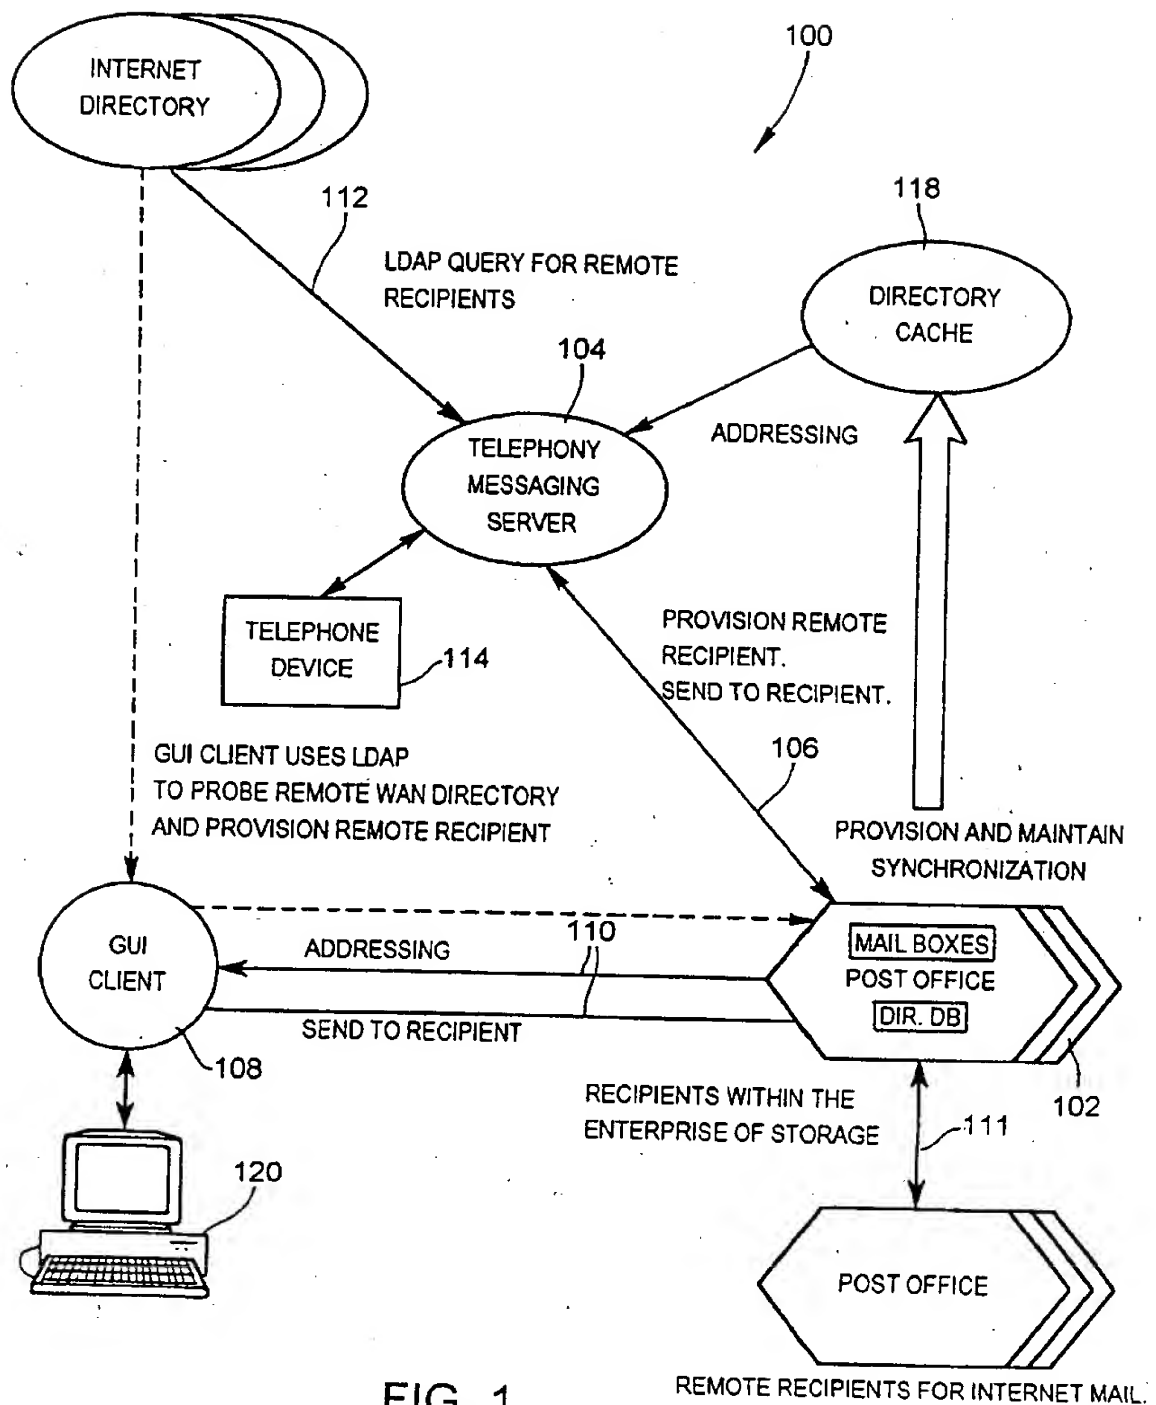 100
INTERNET
DIRECTORY
112
118
LDAP QUERY FOR REMOTE
RECIPIENTS
DIRECTORY
CACHE
104
ADDRESSING
TELEPHONY
MESSAGING
SERVER
TELEPHONE
DEVICE
114
PROVISION REMOTE
RECIPIENT.
SEND TO RECIPIENT.
106
GUI CLIENT USES LDAP
TO PROBE REMOTE WAN DIRECTORY
AND PROVISION REMOTE RECIPIENT
PROVISION AND MAINTAIN
SYNCHRONIZATION
GUI
CLIENT
ADDRESSING
110
MAIL BOXES
POST OFFICE
DIR. DB
SEND TO RECIPIENT
108
102
RECIPIENTS WITHIN THE
ENTERPRISE OF STORAGE
111
120
POST OFFICE
REMOTE RECIPIENTS FOR INTERNET MAIL.
FIG. 1